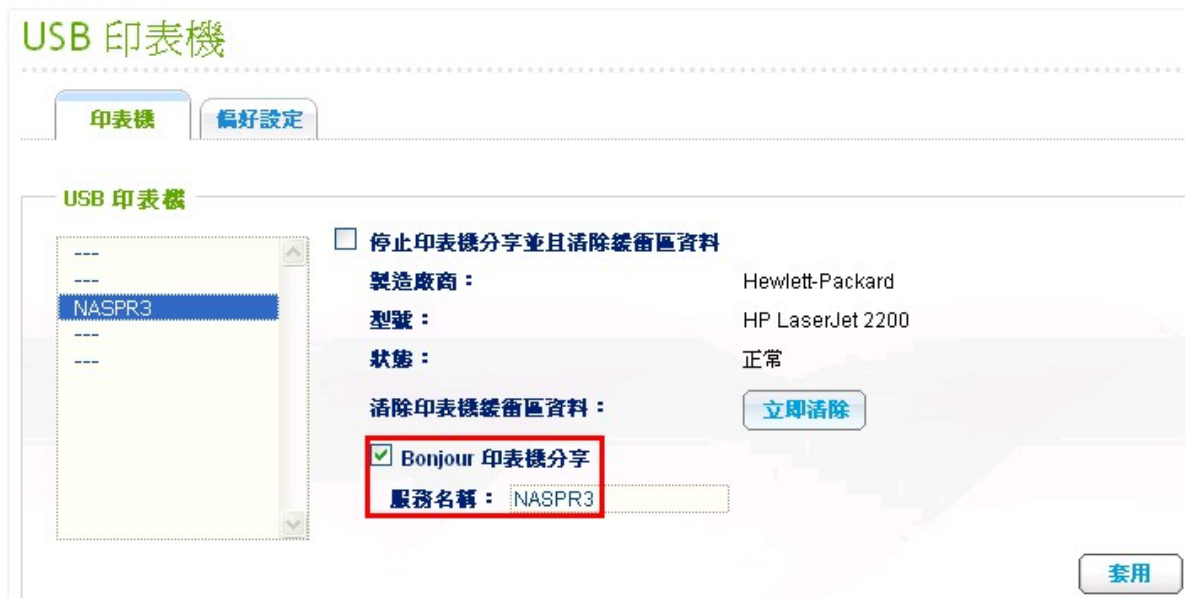 USB 印表機
印表機 偏好設定
USB 印表機
---
---
NASPR3
---
---
停止印表機分享並且清除緩衝區資料
製造廠商： Hewlett-Packard
型號： HP LaserJet 2200
狀態： 正常
清除印表機緩衝區資料： 立即清除
Bonjour 印表機分享
服務名稱： NASPR3
套用